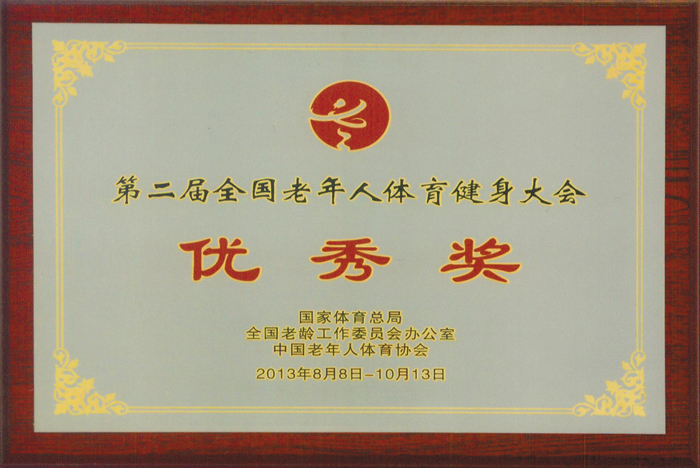 第二届全国老年人体育健身大会
优秀奖
国家体育总局
全国老龄工作委员会办公室
中国老年人体育协会
2013年8月8日-10月13日